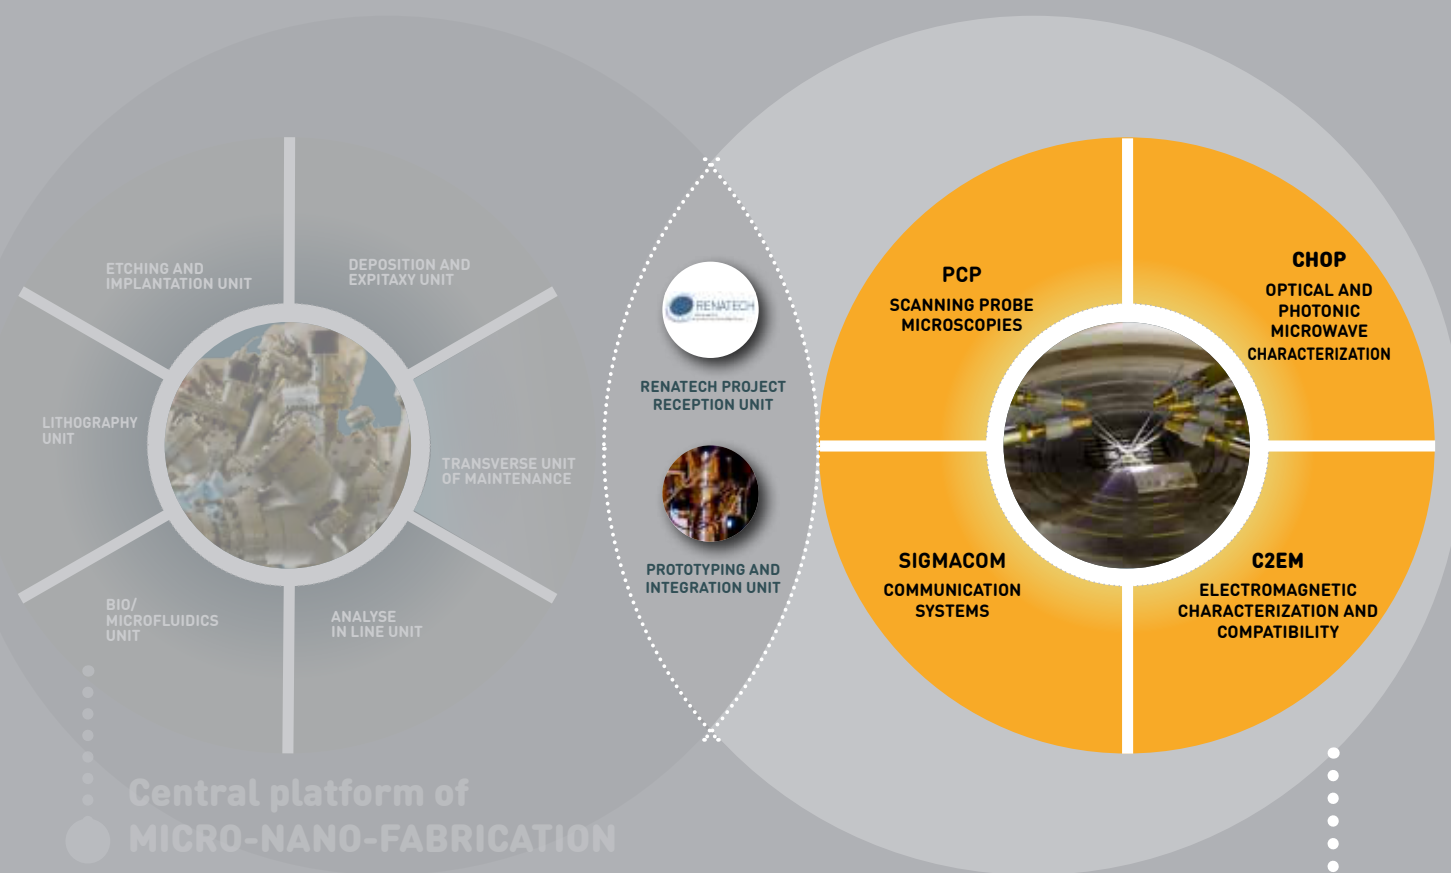 ETCHING AND
IMPLANTATION UNIT
DEPOSITION AND
EXPITAXY UNIT
LITHOGRAPHY
UNIT
TRANSVERSE UNIT
OF MAINTENANCE
BIO/
MICROFLUIDICS
UNIT
ANALYSE
IN LINE UNIT
Central platform of
MICRO-NANO-FABRICATION
RENATECH
RENATECH PROJECT
RECEPTION UNIT
PROTOTYPING AND
INTEGRATION UNIT
PCP
SCANNING PROBE
MICROSCOPIES
CHOP
OPTICAL AND
PHOTONIC
MICROWAVE
CHARACTERIZATION
SIGMACOM
COMMUNICATION
SYSTEMS
C2EM
ELECTROMAGNETIC
CHARACTERIZATION AND
COMPATIBILITY